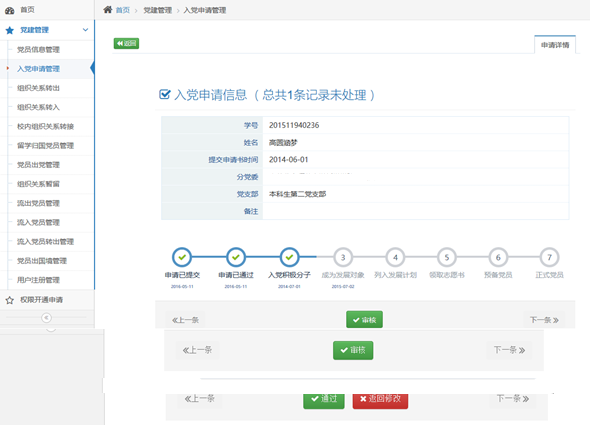 首页
党建管理
党员信息管理
入党申请管理
组织关系转出
组织关系转入
校内组织关系转接
留学归国党员管理
党员出党管理
组织关系暂留
流出党员管理
流入党员管理
流入党员转出管理
党员出国境管理
用户注册管理
权限开通申请
首页 > 党建管理 > 入党申请管理
返回
申请详情
入党申请信息 ( 总共1条记录未处理 )
学号 201511940236
姓名 高圆涵梦
提交申请书时间 2014-06-01
分党委
党支部 本科生第二党支部
备注
3 4 5 6 7
申请已提交 申请已通过 入党积极分子 成为发展对象 列入发展计划 领取志愿书 预备党员 正式党员
2016-05-11 2016-05-11 2014-07-01 2015-07-02
上一条 审核 下一条
上一条 审核 下一条
上一条 通过 返回修改 下一条